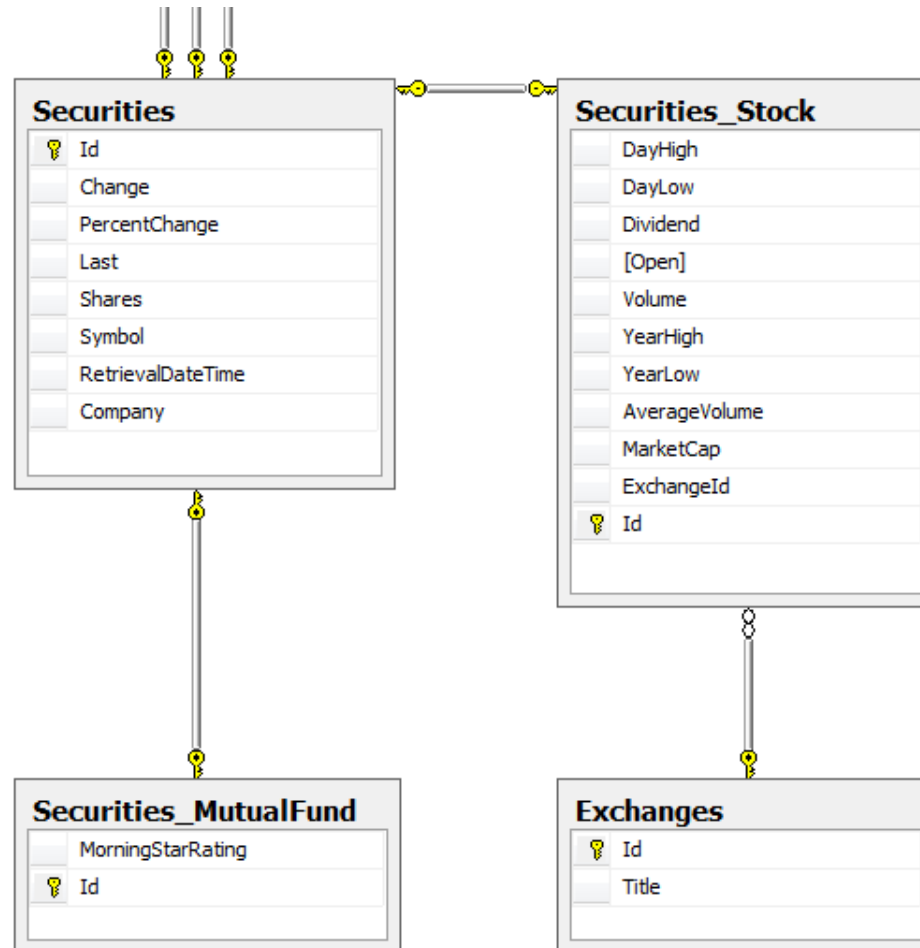 Securities
Id
Change
PercentChange
Last
Shares
Symbol
RetrievalDateTime
Company
Securities_Stock
DayHigh
DayLow
Dividend
[Open]
Volume
YearHigh
YearLow
AverageVolume
MarketCap
ExchangeId
Id
Securities_MutualFund
MorningStarRating
Id
Exchanges
Id
Title